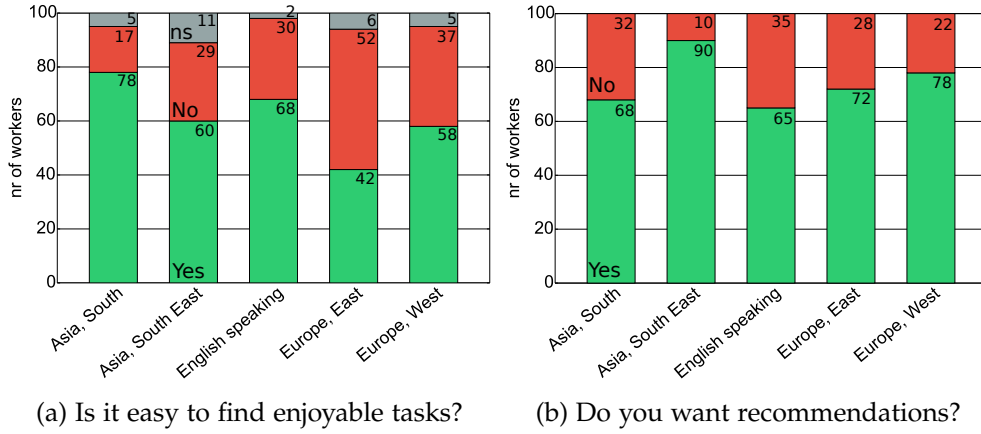 100
80
60
40
20
0
nr of workers
5
17
78
11
ns
29
No
60
Yes
2
30
68
6
52
42
5
37
58
Asia, South
Asia, South East
English speaking
Europe, East
Europe, West
(a) Is it easy to find enjoyable tasks?
100
80
60
40
20
0
nr of workers
32
No
68
Yes
10
90
35
65
28
72
22
78
Asia, South
Asia, South East
English speaking
Europe, East
Europe, West
(b) Do you want recommendations?